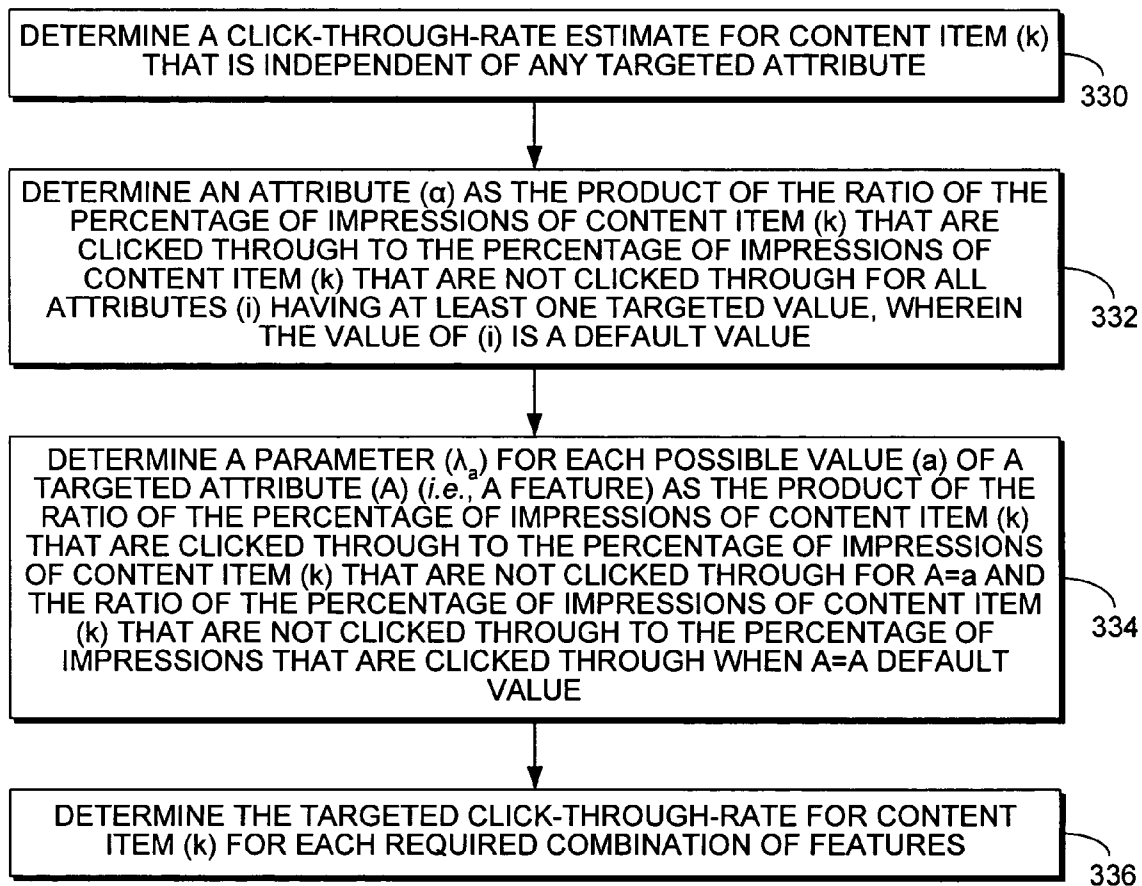 DETERMINE A CLICK-THROUGH-RATE ESTIMATE FOR CONTENT ITEM (k)
THAT IS INDEPENDENT OF ANY TARGETED ATTRIBUTE
330
DETERMINE AN ATTRIBUTE (α) AS THE PRODUCT OF THE RATIO OF THE
PERCENTAGE OF IMPRESSIONS OF CONTENT ITEM (k) THAT ARE
CLICKED THROUGH TO THE PERCENTAGE OF IMPRESSIONS OF
CONTENT ITEM (k) THAT ARE NOT CLICKED THROUGH FOR ALL
ATTRIBUTES (i) HAVING AT LEAST ONE TARGETED VALUE, WHEREIN
THE VALUE OF (i) IS A DEFAULT VALUE
332
DETERMINE A PARAMETER (λa) FOR EACH POSSIBLE VALUE (a) OF A
TARGETED ATTRIBUTE (A) (i.e., A FEATURE) AS THE PRODUCT OF THE
RATIO OF THE PERCENTAGE OF IMPRESSIONS OF CONTENT ITEM (k)
THAT ARE CLICKED THROUGH TO THE PERCENTAGE OF IMPRESSIONS
OF CONTENT ITEM (k) THAT ARE NOT CLICKED THROUGH FOR A=a AND
THE RATIO OF THE PERCENTAGE OF IMPRESSIONS OF CONTENT ITEM
(k) THAT ARE NOT CLICKED THROUGH TO THE PERCENTAGE OF
IMPRESSIONS THAT ARE CLICKED THROUGH WHEN A=A DEFAULT
VALUE
334
DETERMINE THE TARGETED CLICK-THROUGH-RATE FOR CONTENT
ITEM (k) FOR EACH REQUIRED COMBINATION OF FEATURES
336